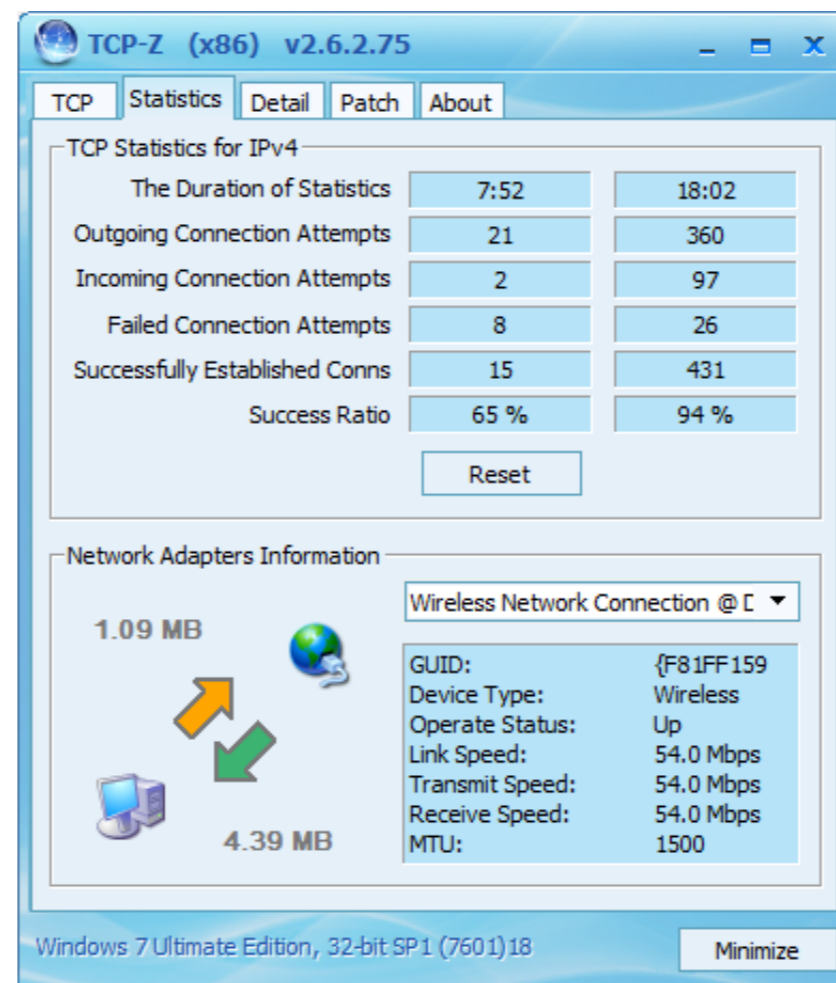 TCP-Z (x86) v2.6.2.75
TCP Statistics Detail Patch About
TCP Statistics for IPv4
The Duration of Statistics 7:52 18:02
Outgoing Connection Attempts 21 360
Incoming Connection Attempts 2 97
Failed Connection Attempts 8 26
Successfully Established Conns 15 431
Success Ratio 65 % 94 %
Reset
Network Adapters Information
Wireless Network Connection @
1.09 MB
GUID: {F81FF159
Device Type: Wireless
Operate Status: Up
Link Speed: 54.0 Mbps
Transmit Speed: 54.0 Mbps
Receive Speed: 54.0 Mbps
MTU: 1500
4.39 MB
Windows 7 Ultimate Edition, 32-bit SP1 (7601)18
Minimize